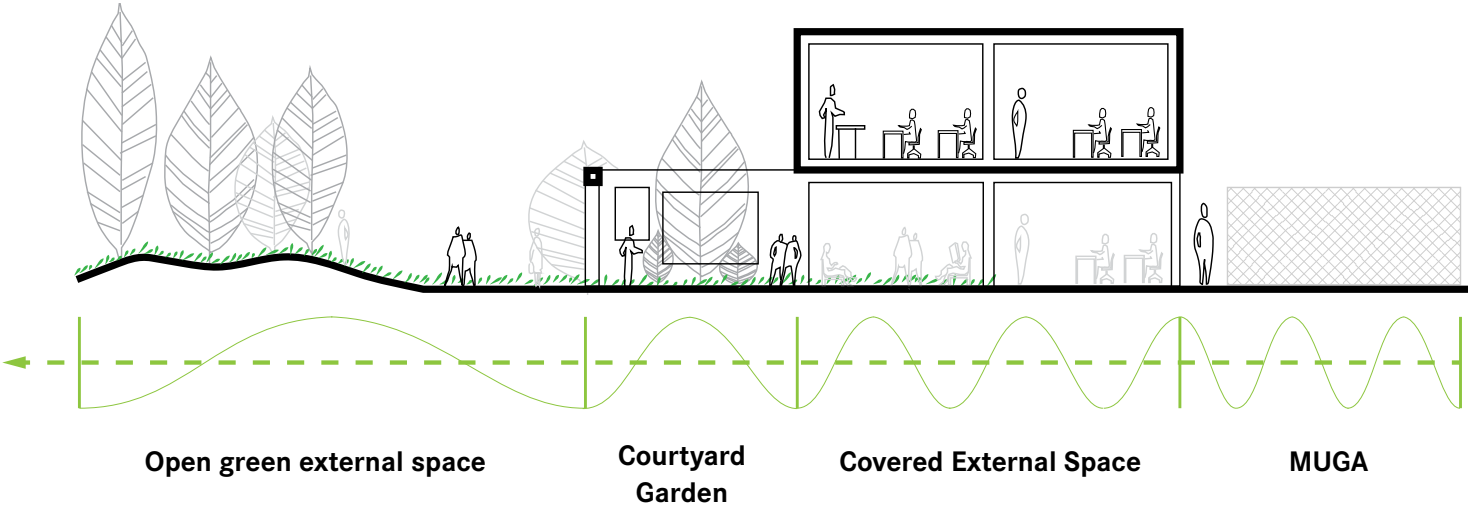 Open green external space
Courtyard
Garden
Covered External Space
MUGA